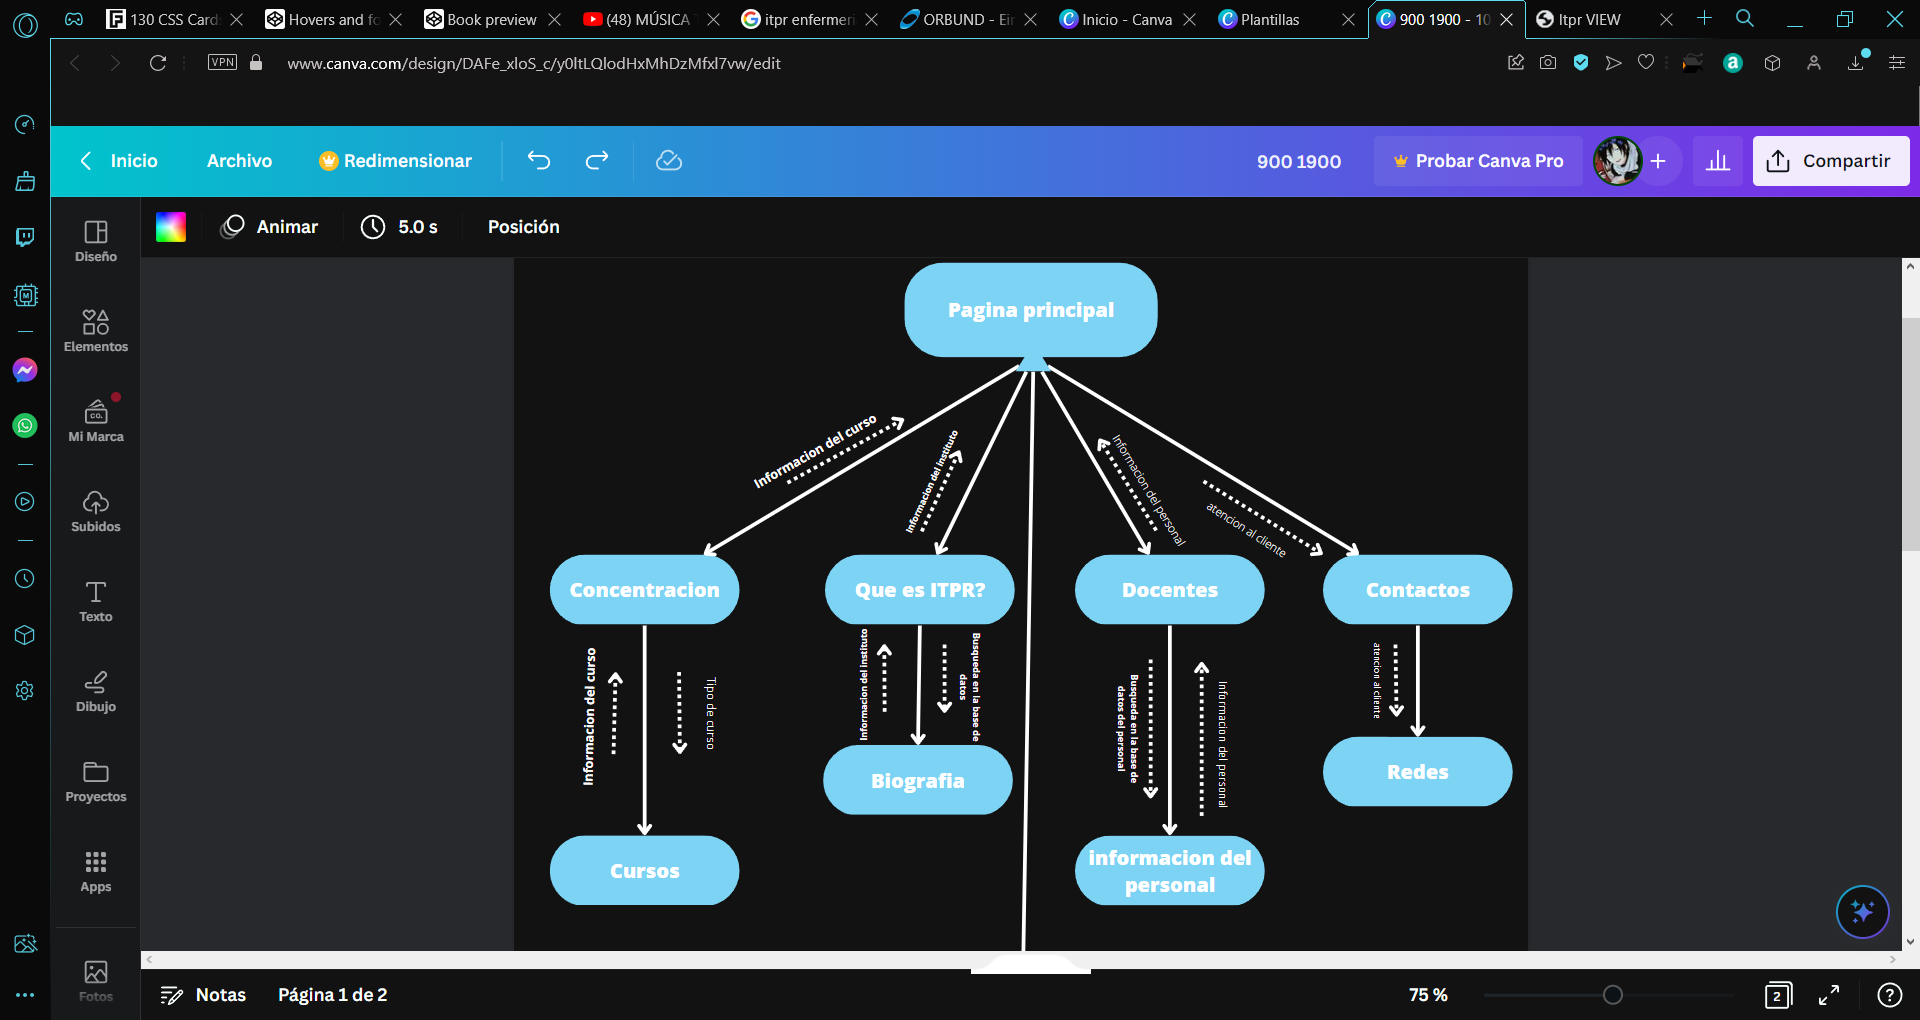 130 CSS Card
Hovers and fo
Book preview
(48) MÚSICA
itpr enfermeri
ORBUND - Ein
Inicio - Canva
Plantillas
900 1900 - 10
Itpr VIEW
VPN
www.canva.com/design/DAFe_xloS_c/y0ltLQlodHxMhDzMfxl7vw/edit
Inicio
Archivo
Redimensionar
900 1900
Probar Canva Pro
Compartir
Animar
5.0 s
Posición
Diseño
Elementos
CO.
Mi Marca
Subidos
Texto
Dibujo
Proyectos
Apps
Fotos
Pagina principal
Informacion del curso
Informacion del instituto
Informacion del personal
atencion al cliente
Concentracion
Que es ITPR?
Docentes
Contactos
Informacion del curso
Tipo de curso
Informacion del instituto
Busqueda en la base de
datos
Busqueda en la base de
datos del personal
Informacion del personal
atencion al cliente
Biografia
Redes
Cursos
informacion del
personal
Notas
Página 1 de 2
75 %
2